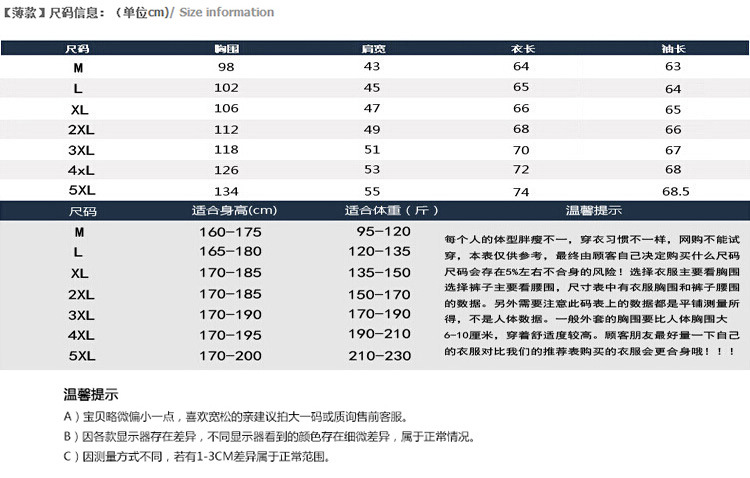 【薄款】尺码信息：（单位cm)/ Size information
尺码 胸围 肩宽 衣长 袖长
M 98 43 64 63
L 102 45 65 64
XL 106 47 66 65
2XL 112 49 68 66
3XL 118 51 70 67
4xL 126 53 72 68
5XL 134 55 74 68.5
尺码 适合身高(cm) 适合体重（斤） 温馨提示
M 160-175 95-120
L 165-180 120-135
XL 170-185 135-150
2XL 170-185 150-170
3XL 170-190 170-190
4XL 170-195 190-210
5XL 170-200 210-230
每个人的体型胖瘦不一，穿衣习惯不一样，网购不能试
穿，本表仅供参考，最终由顾客自己决定购买什么尺码
尺码会存在5%左右不合身的风险！选择衣服主要看胸围
选择裤子主要看腰围，尺寸表中有衣服胸围和裤子腰围
的数据。另外需要注意此码表上的数据都是平铺测量所
得，不是人体数据。一般外套的胸围要比人体胸围大
6-10厘米，穿着舒适度较高。顾客朋友最好量一下自己
的衣服对比我们的推荐表购买的衣服会更合身哦！！！
温馨提示
A）宝贝略微偏小一点，喜欢宽松的亲建议拍大一码或质询售前客服。
B）因各款显示器存在差异，不同显示器看到的颜色存在细微差异，属于正常情况。
C）因测量方式不同，若有1-3CM差异属于正常范围。